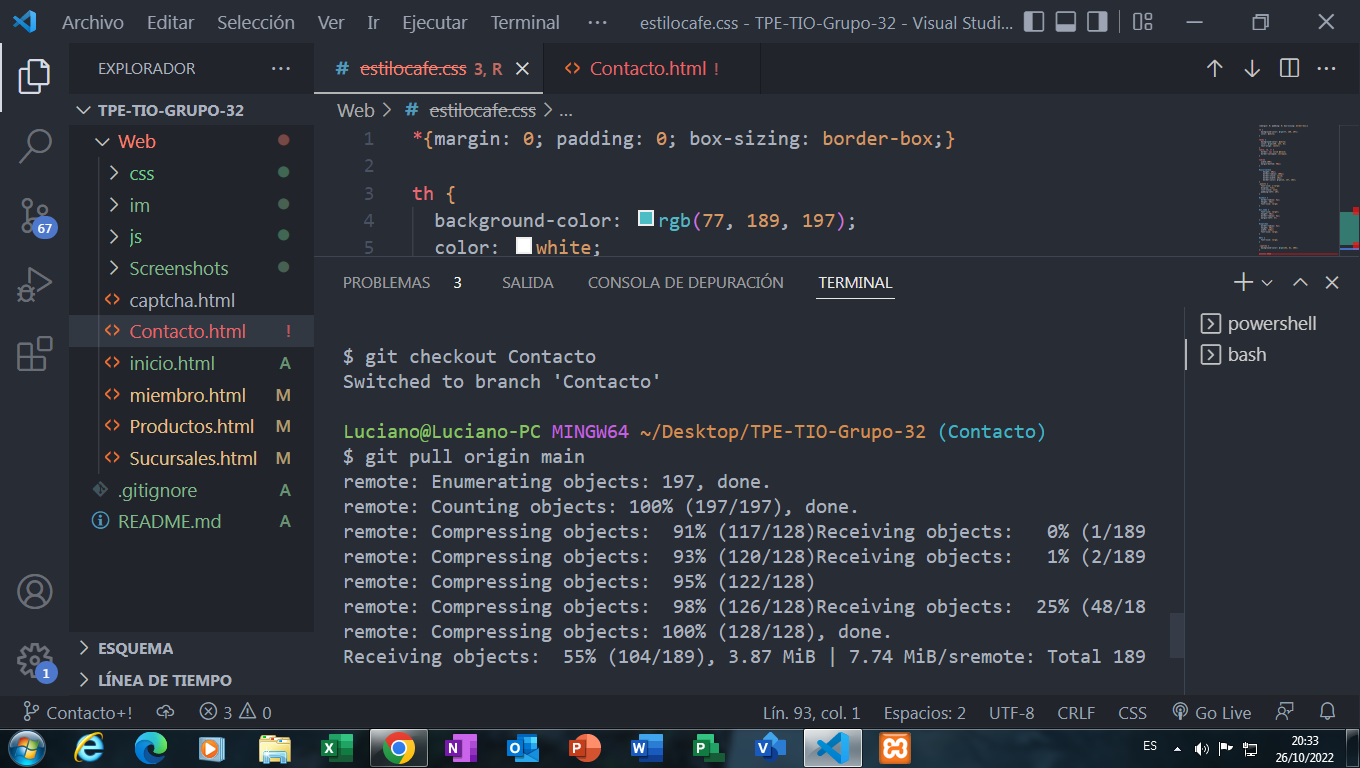 Archivo Editar Selección Ver Ir Ejecutar Terminal ··· estilocafe.css - TPE-TIO-Grupo-32 - Visual Studi...
EXPLORADOR ···
# estilocafe.css 3, R
Contacto.html !
TPE-TIO-GRUPO-32
Web
css
im
js
Screenshots
captcha.html
Contacto.html !
inicio.html A
miembro.html M
Productos.html M
Sucursales.html M
.gitignore A
README.md A
ESQUEMA
LÍNEA DE TIEMPO
67
1
Web > # estilocafe.css > ...
1 *{margin: 0; padding: 0; box-sizing: border-box;}
2
3 th {
4 background-color: rgb(77, 189, 197);
5 color: white;
PROBLEMAS 3 SALIDA CONSOLA DE DEPURACIÓN TERMINAL
powershell
bash
$ git checkout Contacto
Switched to branch 'Contacto'
Luciano@Luciano-PC MINGW64 ~/Desktop/TPE-TIO-Grupo-32 (Contacto)
$ git pull origin main
remote: Enumerating objects: 197, done.
remote: Counting objects: 100% (197/197), done.
remote: Compressing objects:  91% (117/128)Receiving objects:   0% (1/189
remote: Compressing objects:  93% (120/128)Receiving objects:   1% (2/189
remote: Compressing objects:  95% (122/128)
remote: Compressing objects:  98% (126/128)Receiving objects:  25% (48/18
remote: Compressing objects: 100% (128/128), done.
Receiving objects:  55% (104/189), 3.87 MiB | 7.74 MiB/sremote: Total 189
Contacto+! 3 0 Lín. 93, col. 1 Espacios: 2 UTF-8 CRLF CSS Go Live
ES 20:33
26/10/2022